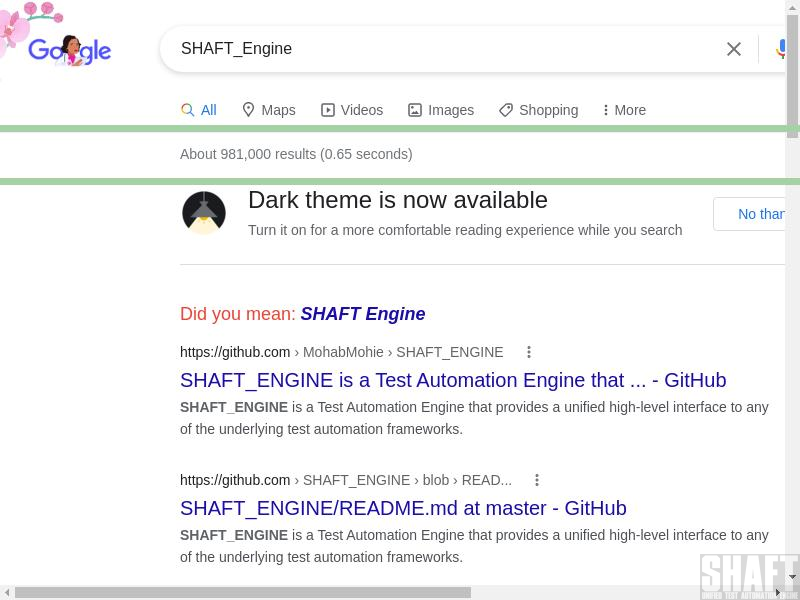 Google
SHAFT_Engine
All Maps Videos Images Shopping More
About 981,000 results (0.65 seconds)
Dark theme is now available
Turn it on for a more comfortable reading experience while you search
No than
Did you mean: SHAFT Engine
https://github.com › MohabMohie › SHAFT_ENGINE
SHAFT_ENGINE is a Test Automation Engine that ... - GitHub
SHAFT_ENGINE is a Test Automation Engine that provides a unified high-level interface to any
of the underlying test automation frameworks.
https://github.com › SHAFT_ENGINE › blob › READ...
SHAFT_ENGINE/README.md at master - GitHub
SHAFT_ENGINE is a Test Automation Engine that provides a unified high-level interface to any
of the underlying test automation frameworks.
SHAFT
UNIFIED TEST AUTOMATION ENGINE